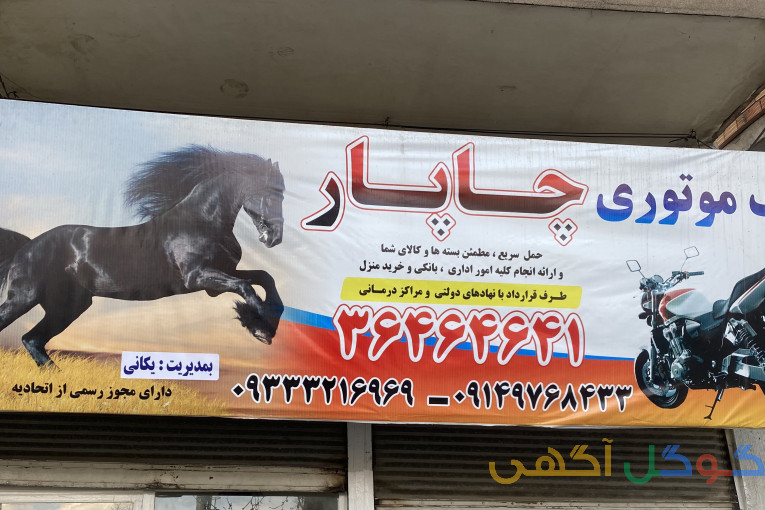 موتوری چاپار
حمل سریع ، مطمئن بسته ها و کالای شما
و ارائه انجام کلیه امور اداری ، بانکی و خرید منزل
طرف قرارداد با نهادهای دولتی و مراکز درمانی
۳۶۴۶۴۶۴۱
بمدیریت : یکانی
۰۹۱۴۹۷۶۸۴۳۳ - ۰۹۳۳۳۲۱۶۹۶۹
دارای مجوز رسمی از اتحادیه
گوگل آگهی